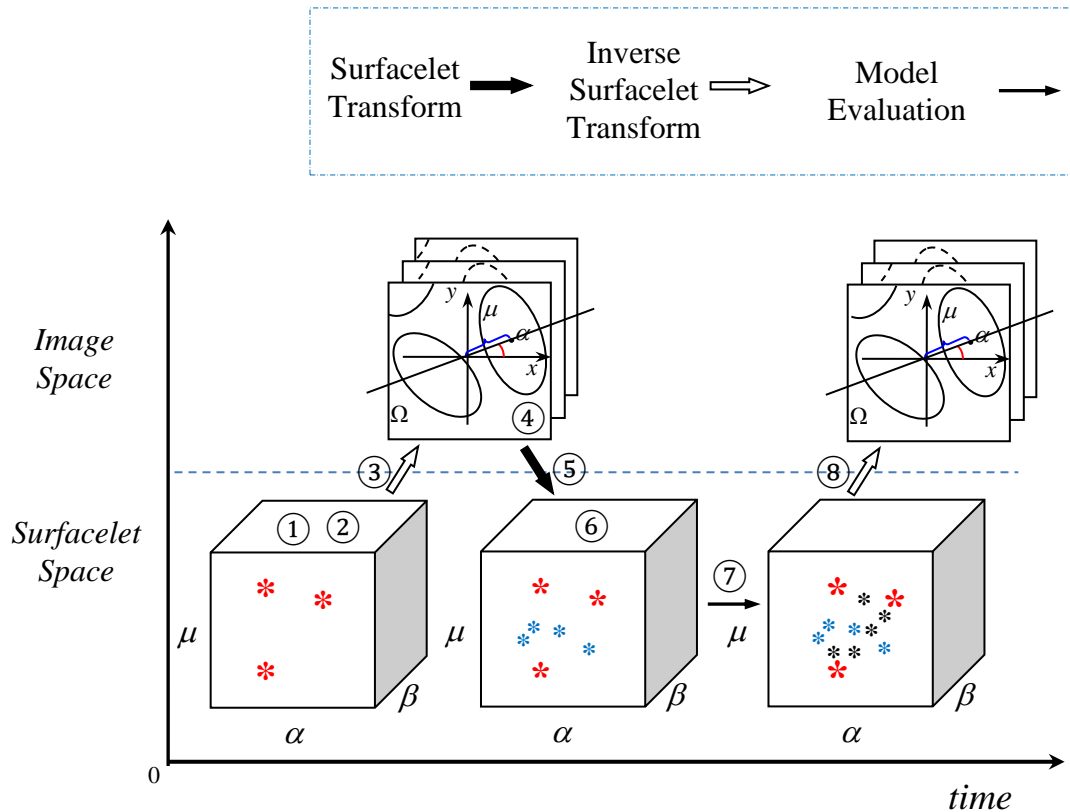 Surfacelet
Transform
Inverse
Surfacelet
Transform
Model
Evaluation
Image
Space
y
μ
α
x
Ω
④
y
μ
α
x
Ω
③
⑤
⑧
Surfacelet
Space
① ②
⑥
⑦
μ
β
α
μ
β
α
μ
β
α
0
time